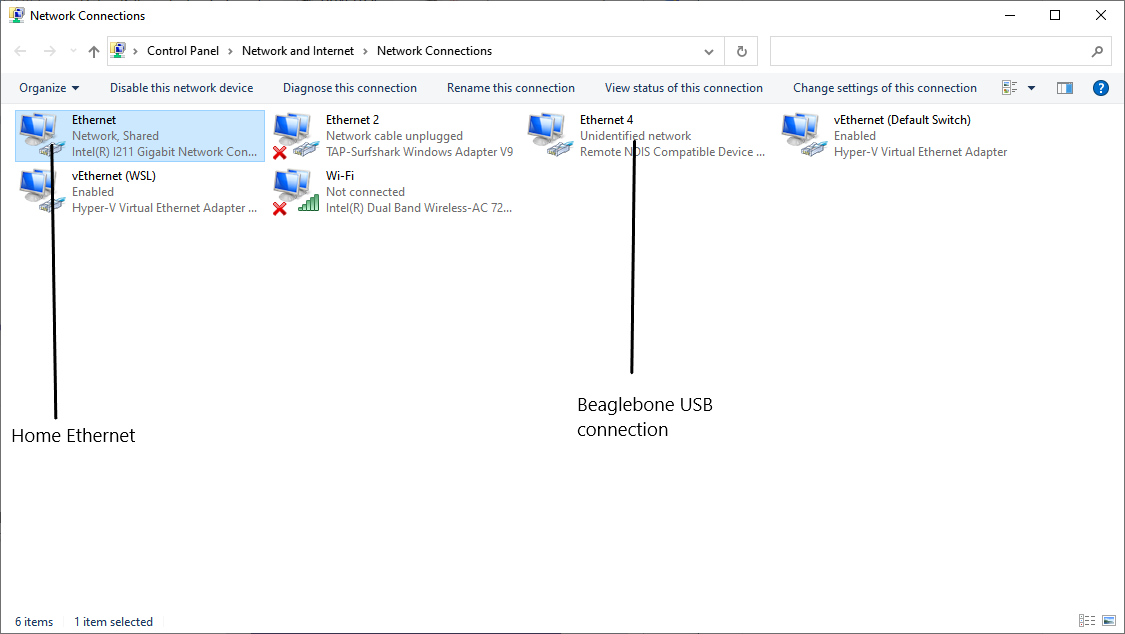 Network Connections
Control Panel > Network and Internet > Network Connections
Organize Disable this network device Diagnose this connection Rename this connection View status of this connection Change settings of this connection
Ethernet
Network, Shared
Intel(R) I211 Gigabit Network Con...
Ethernet 2
Network cable unplugged
TAP-Surfshark Windows Adapter V9
Ethernet 4
Unidentified network
Remote NDIS Compatible Device ...
vEthernet (Default Switch)
Enabled
Hyper-V Virtual Ethernet Adapter
vEthernet (WSL)
Enabled
Hyper-V Virtual Ethernet Adapter ...
Wi-Fi
Not connected
Intel(R) Dual Band Wireless-AC 72...
Beaglebone USB
connection
Home Ethernet
6 items 1 item selected